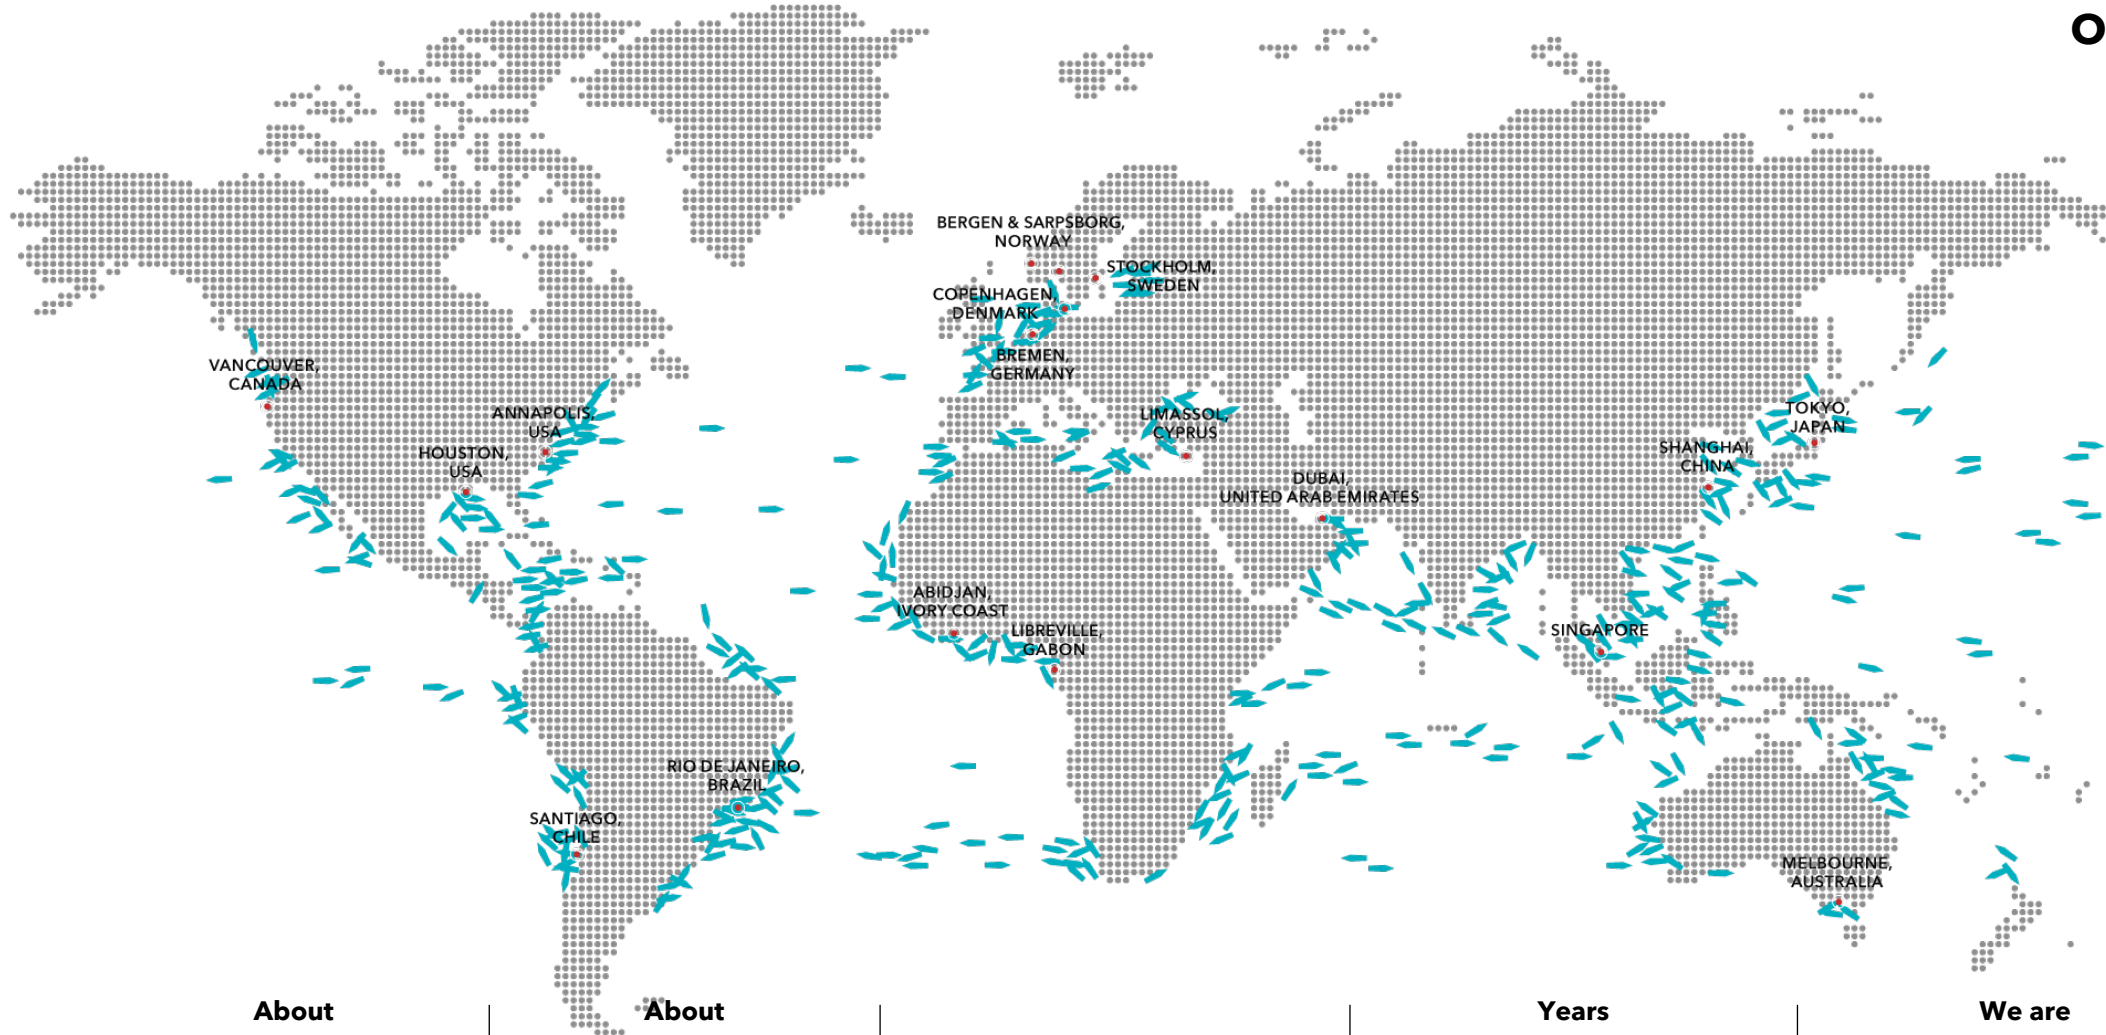 O
BERGEN & SARPSBORG,
NORWAY
STOCKHOLM,
SWEDEN
COPENHAGEN,
DENMARK
BREMEN,
GERMANY
VANCOUVER,
CANADA
ANNAPOLIS,
USA
HOUSTON,
USA
LIMASSOL,
CYPRUS
TOKYO,
JAPAN
SHANGHAI,
CHINA
DUBAI,
UNITED ARAB EMIRATES
ABIDJAN,
IVORY COAST
LIBREVILLE,
GABON
SINGAPORE
RIO DE JANEIRO,
BRAZIL
SANTIAGO,
CHILE
MELBOURNE,
AUSTRALIA
About
About
Years
We are